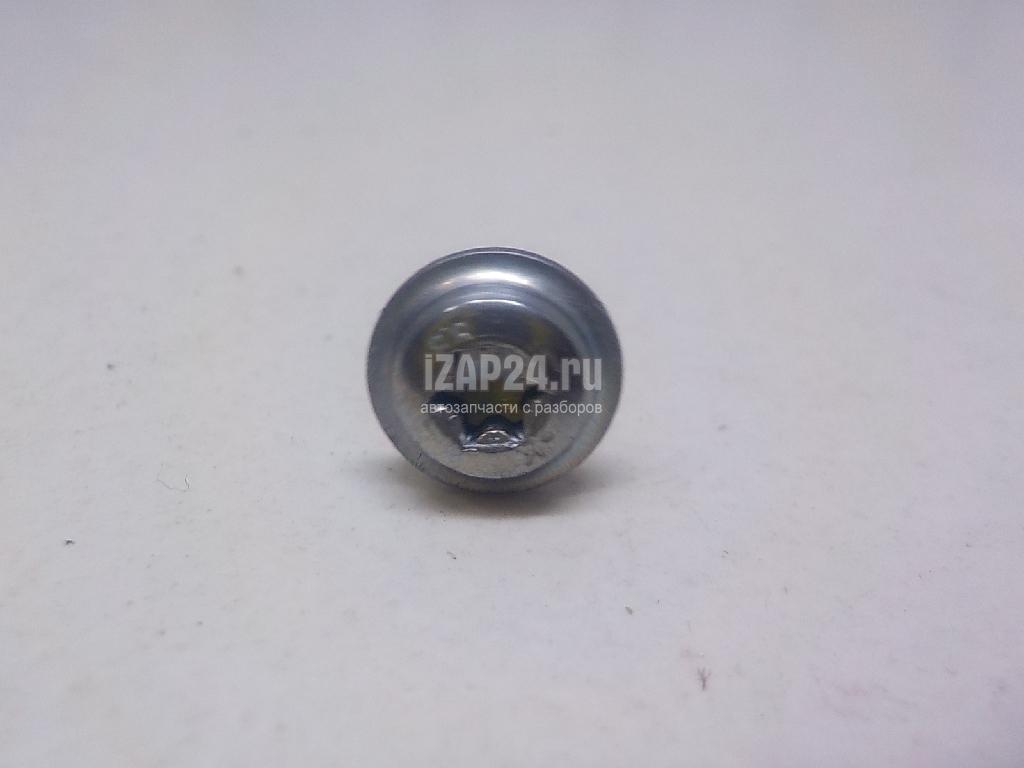 iZAP24.ru
автозапчасти с разборов